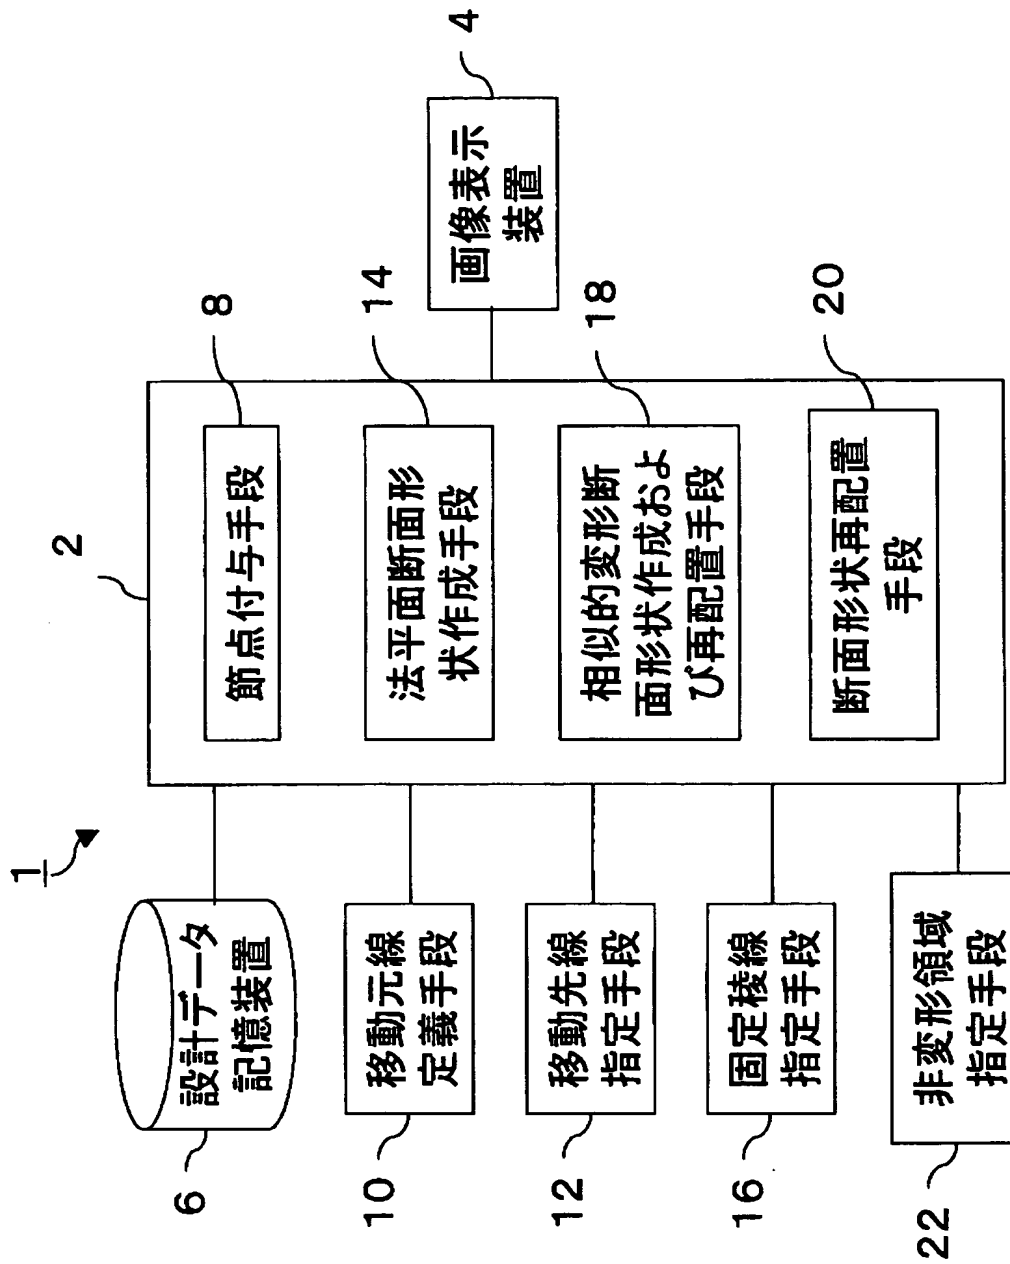 1
2
4
画像表示
装置
6
設計データ
記憶装置
8
節点付与手段
10
移動元線
定義手段
14
法平面断面形
状作成手段
12
移動先線
指定手段
18
相似的変形断
面形状作成およ
び再配置手段
16
固定稜線
指定手段
20
断面形状再配置
手段
22
非変形領域
指定手段